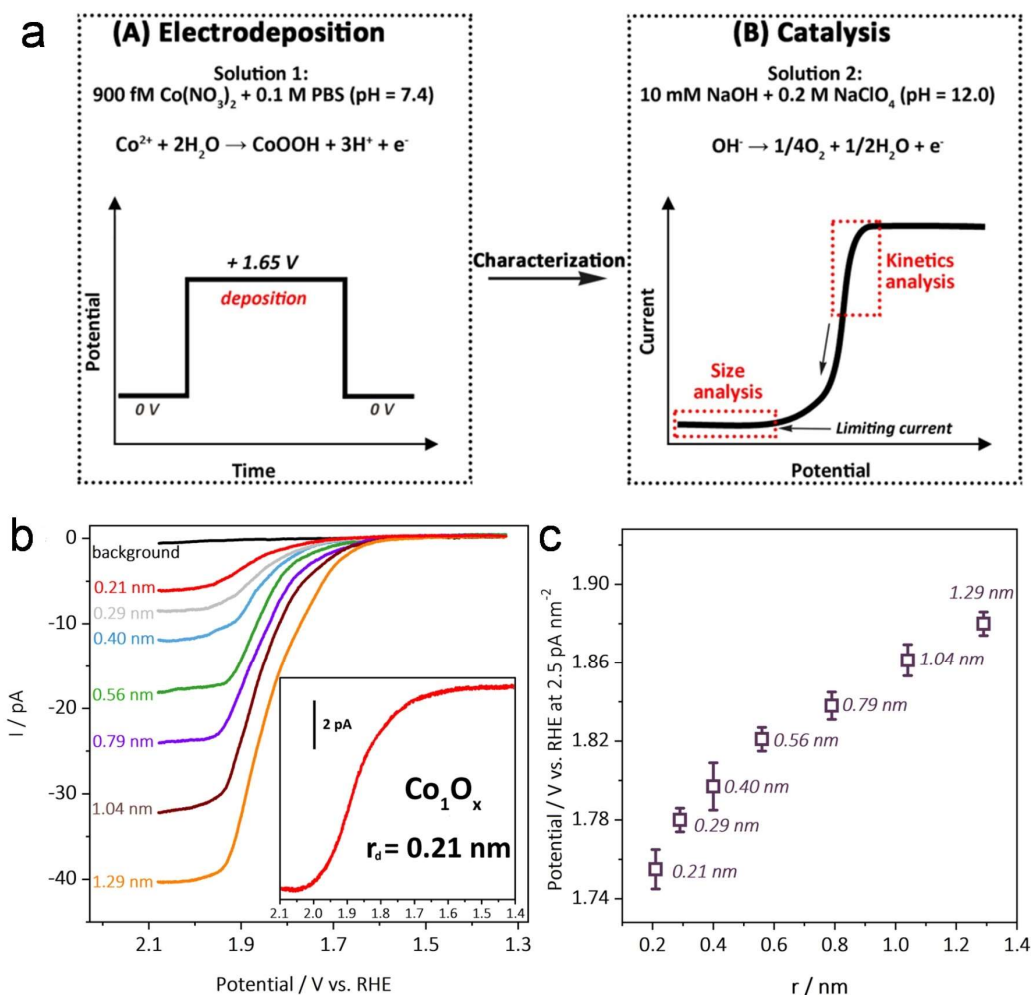 a
(A) Electrodeposition
Solution 1:
900 fM Co(NO₃)₂ + 0.1 M PBS (pH = 7.4)
Co²⁺ + 2H₂O → CoOOH + 3H⁺ + e⁻
Potential
+ 1.65 V
deposition
0 V
0 V
Time
Characterization
(B) Catalysis
Solution 2:
10 mM NaOH + 0.2 M NaClO₄ (pH = 12.0)
OH⁻ → 1/4O₂ + 1/2H₂O + e⁻
Current
Kinetics
analysis
Size
analysis
Limiting current
Potential
b
I / pA
0
-10
-20
-30
-40
background
0.21 nm
0.29 nm
0.40 nm
0.56 nm
0.79 nm
1.04 nm
1.29 nm
2 pA
Co₁Oₓ
r_d = 0.21 nm
2.1 2.0 1.9 1.8 1.7 1.6 1.5 1.4
2.1 1.9 1.7 1.5 1.3
Potential / V vs. RHE
c
Potential / V vs. RHE at 2.5 pA nm⁻²
1.90
1.86
1.82
1.78
1.74
1.29 nm
1.04 nm
0.79 nm
0.56 nm
0.40 nm
0.29 nm
0.21 nm
0.2 0.4 0.6 0.8 1.0 1.2 1.4
r / nm